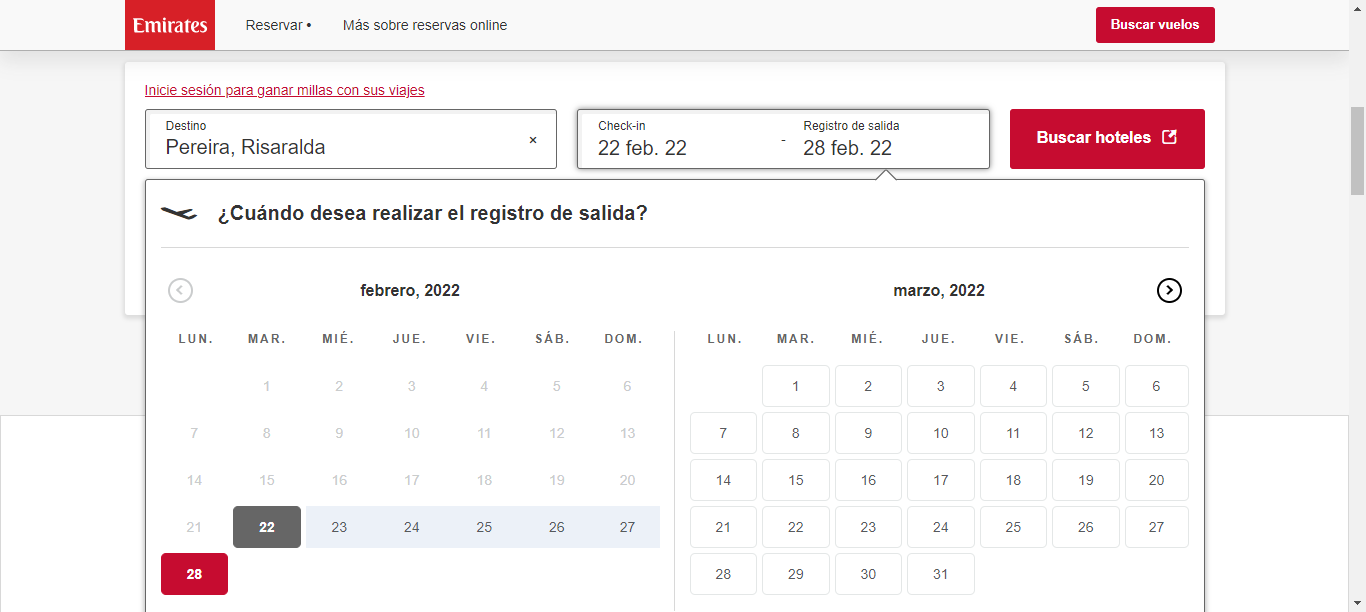 Emirates
Reservar •
Más sobre reservas online
Buscar vuelos
Inicie sesión para ganar millas con sus viajes
Destino
Pereira, Risaralda
×
Check-in
22 feb. 22
-
Registro de salida
28 feb. 22
Buscar hoteles
¿Cuándo desea realizar el registro de salida?
febrero, 2022
LUN. MAR. MIÉ. JUE. VIE. SÁB. DOM.
1 2 3 4 5 6
7 8 9 10 11 12 13
14 15 16 17 18 19 20
21 22 23 24 25 26 27
28
marzo, 2022
LUN. MAR. MIÉ. JUE. VIE. SÁB. DOM.
1 2 3 4 5 6
7 8 9 10 11 12 13
14 15 16 17 18 19 20
21 22 23 24 25 26 27
28 29 30 31